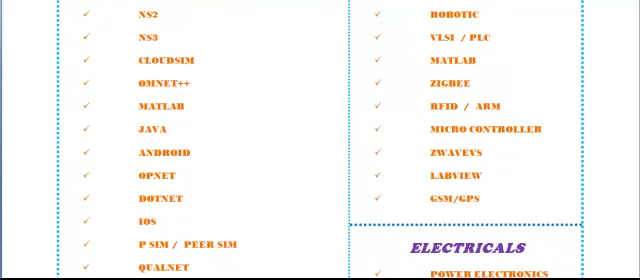 NS2
NS3
CLOUDSIM
OMNET++
MATLAB
JAVA
ANDROID
OPNET
DOTNET
IOS
P SIM / PEER SIM
QUALNET
ROBOTIC
VLSI / PLC
MATLAB
ZIGBEE
RFID / ARM
MICRO CONTROLLER
ZWAVEVS
LABVIEW
GSM/GPS
ELECTRICALS
POWER ELECTRONICS